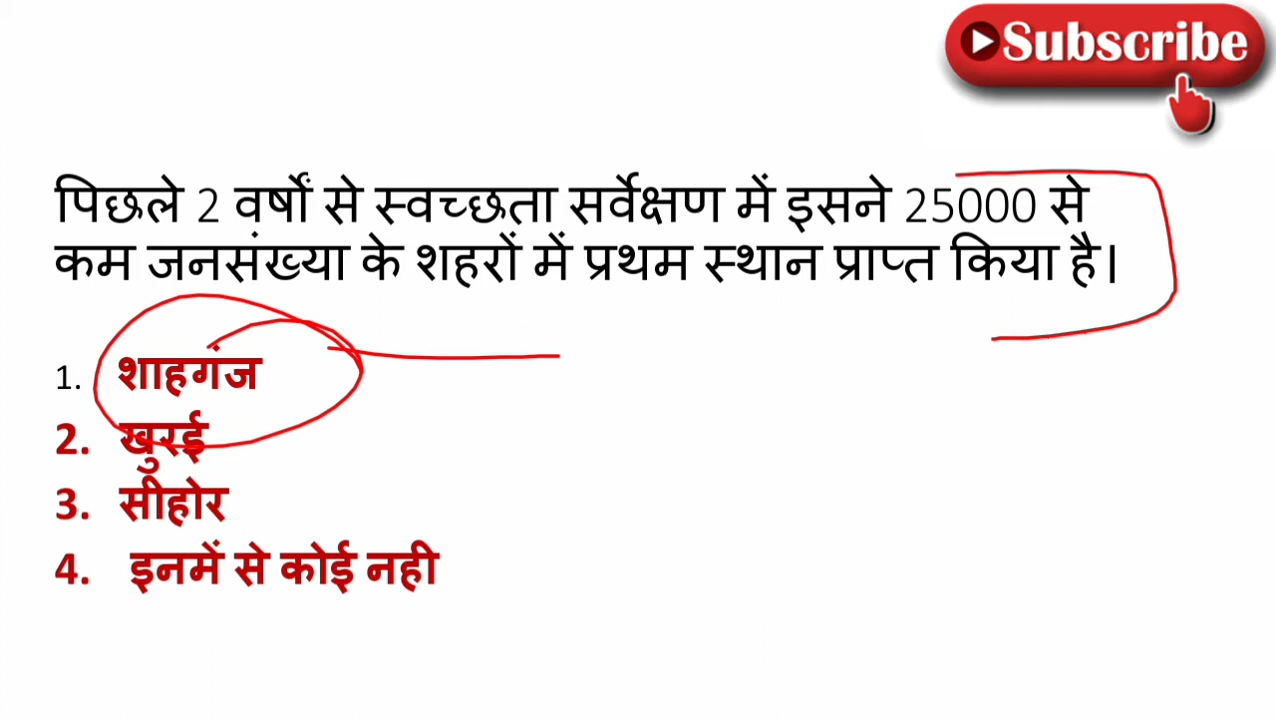 Subscribe
पिछले 2 वर्षों से स्वच्छता सर्वेक्षण में इसने 25000 से
कम जनसंख्या के शहरों में प्रथम स्थान प्राप्त किया है।
1. शाहगंज
2. खुरई
3. सीहोर
4. इनमें से कोई नही